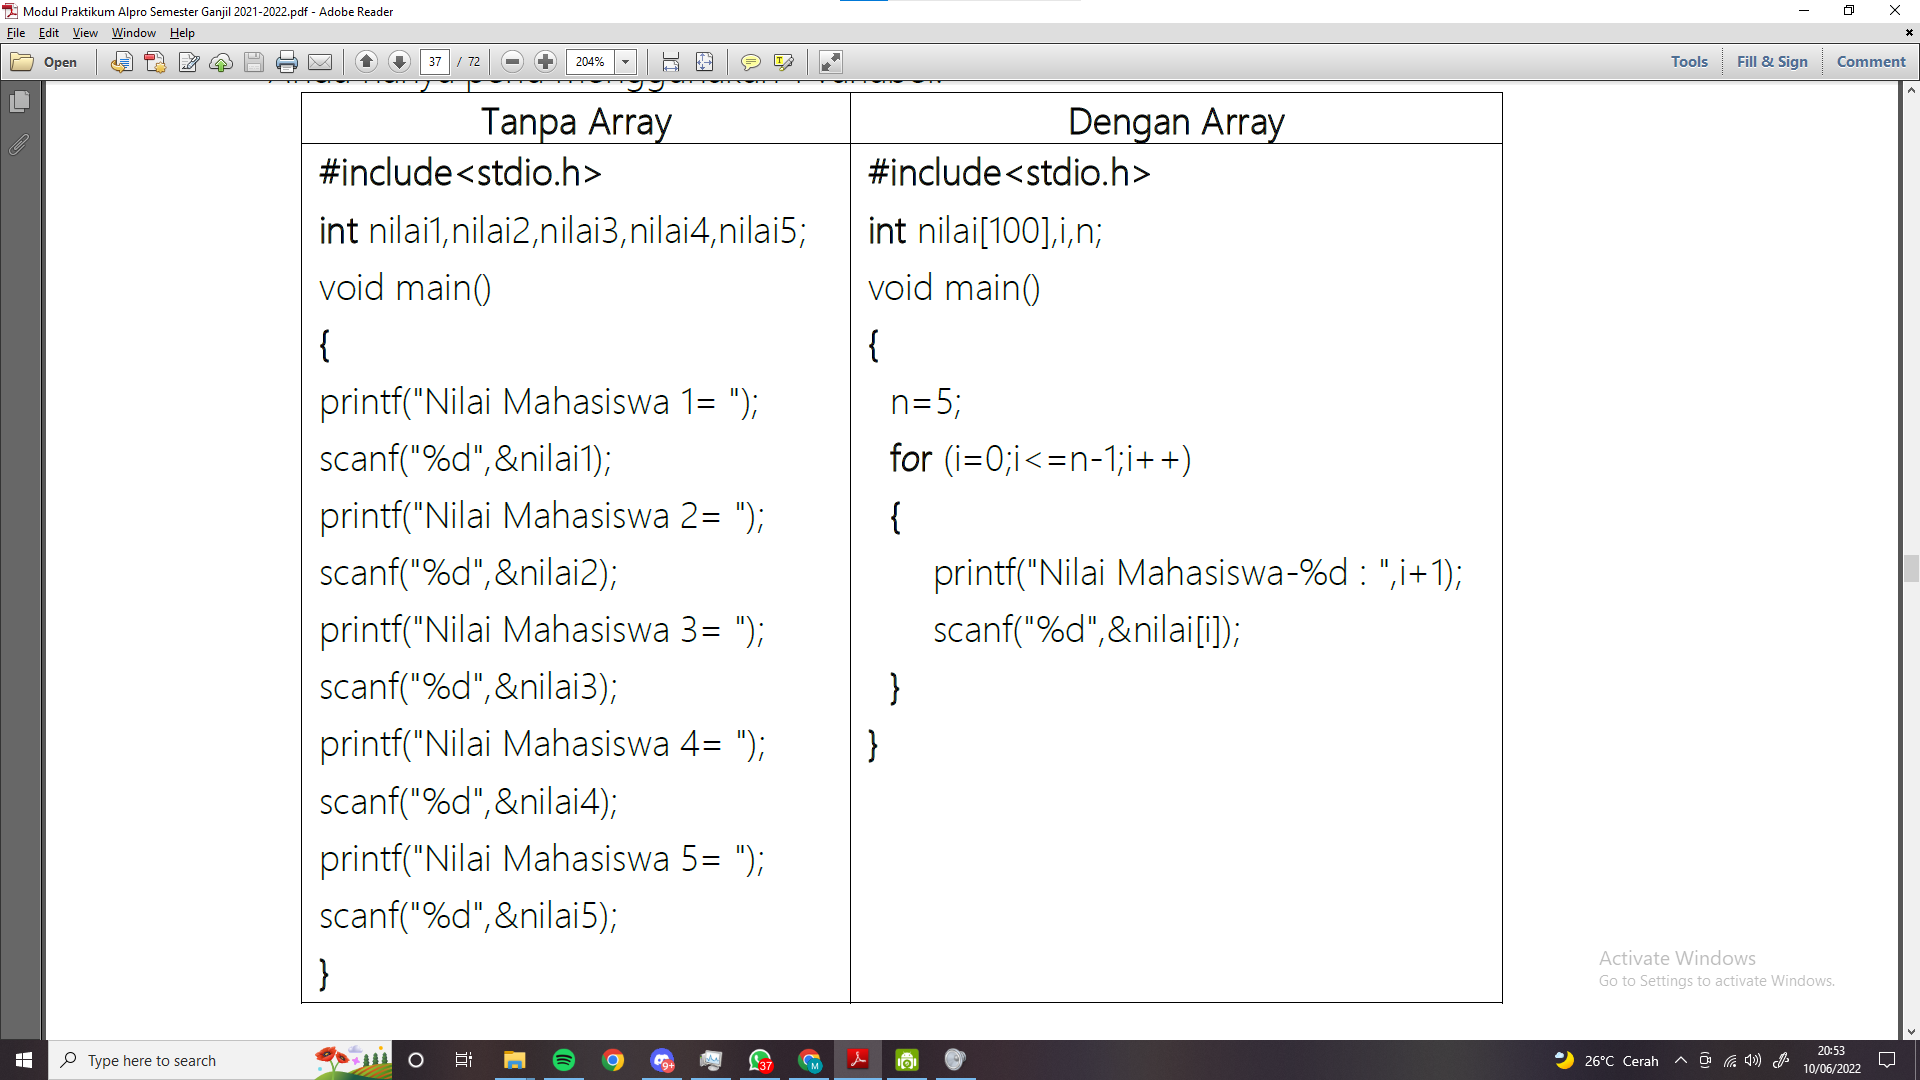 Modul Praktikum Alpro Semester Ganjil 2021-2022.pdf - Adobe Reader
File Edit View Window Help
Open 37 / 72 204% Tools Fill & Sign Comment
Tanpa Array
#include<stdio.h>
int nilai1,nilai2,nilai3,nilai4,nilai5;
void main()
{
printf("Nilai Mahasiswa 1= ");
scanf("%d",&nilai1);
printf("Nilai Mahasiswa 2= ");
scanf("%d",&nilai2);
printf("Nilai Mahasiswa 3= ");
scanf("%d",&nilai3);
printf("Nilai Mahasiswa 4= ");
scanf("%d",&nilai4);
printf("Nilai Mahasiswa 5= ");
scanf("%d",&nilai5);
}
Dengan Array
#include<stdio.h>
int nilai[100],i,n;
void main()
{
n=5;
for (i=0;i<=n-1;i++)
{
printf("Nilai Mahasiswa-%d : ",i+1);
scanf("%d",&nilai[i]);
}
}
Activate Windows
Go to Settings to activate Windows.
Type here to search
9+
37
M
26°C Cerah
20:53
10/06/2022